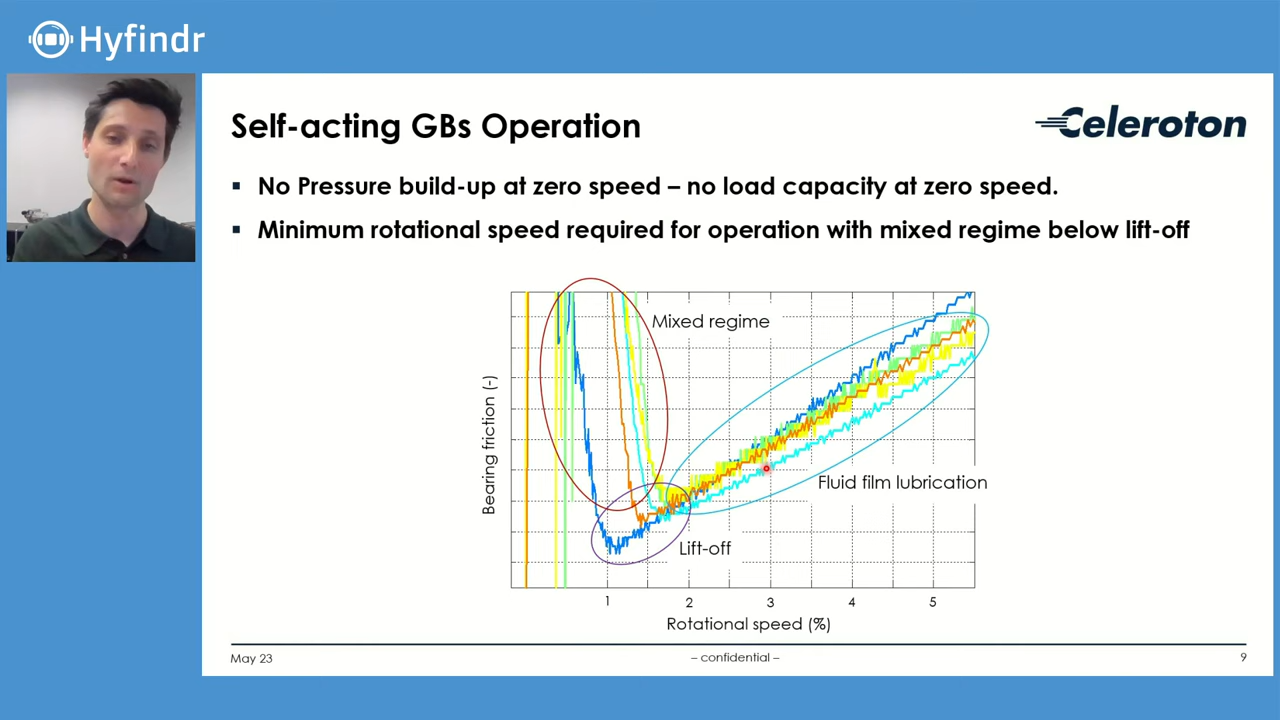 Hyfindr
Self-acting GBs Operation
Celeroton
▪ No Pressure build-up at zero speed – no load capacity at zero speed.
▪ Minimum rotational speed required for operation with mixed regime below lift-off
Mixed regime
Bearing friction (-)
Fluid film lubrication
Lift-off
1 2 3 4 5
Rotational speed (%)
May 23 – confidential – 9